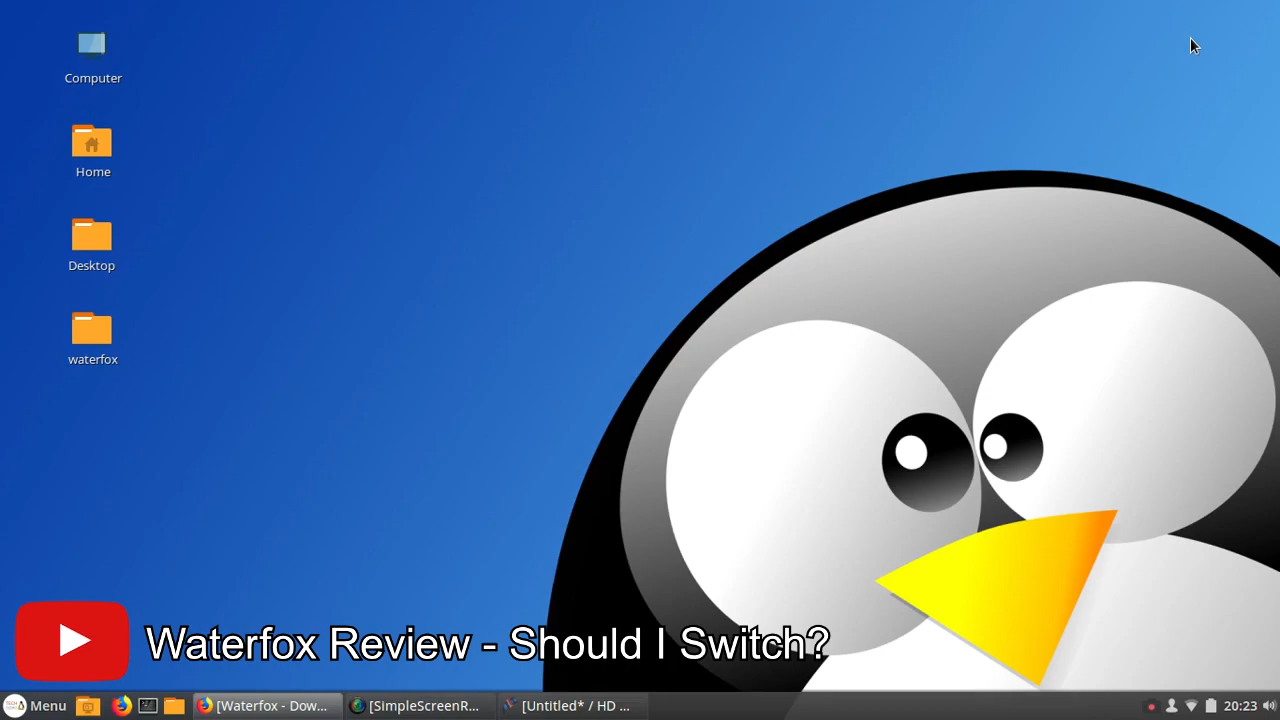 Computer
Home
Desktop
waterfox
Waterfox Review - Should I Switch?
Menu
[Waterfox - Dow...
[SimpleScreenR...
[Untitled* / HD ...
20:23